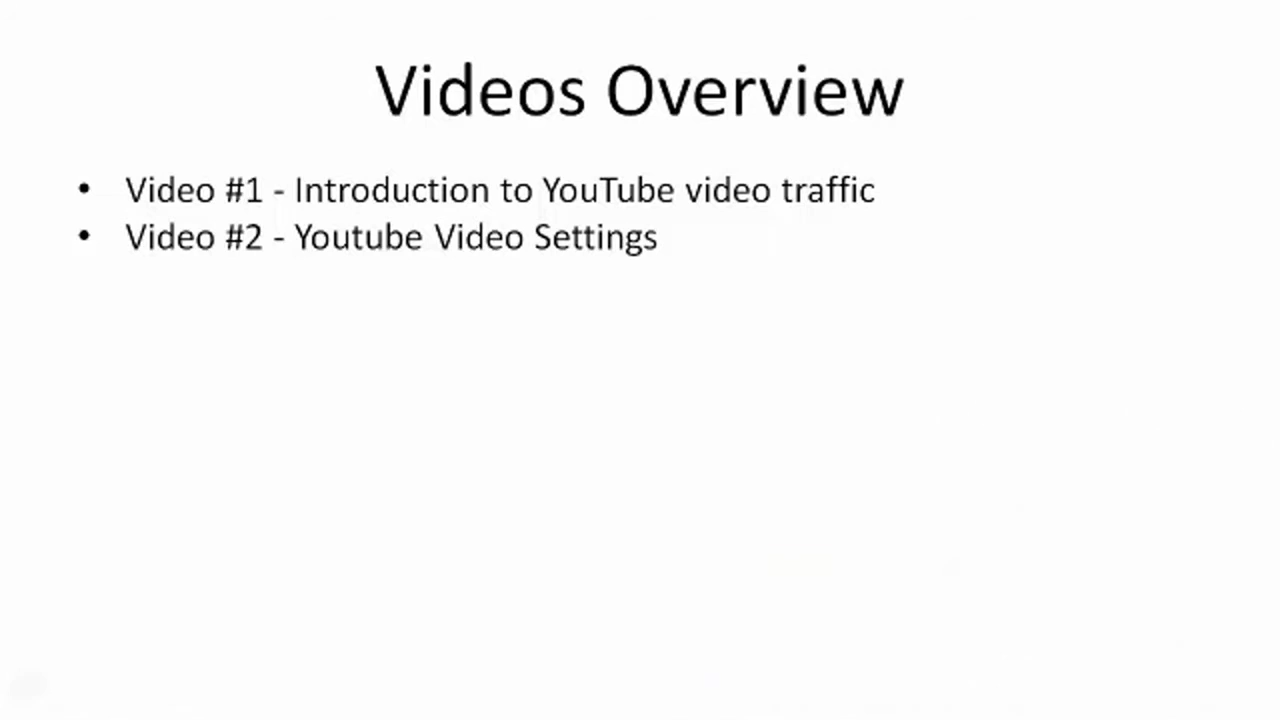 Videos Overview
• Video #1 - Introduction to YouTube video traffic
• Video #2 - Youtube Video Settings